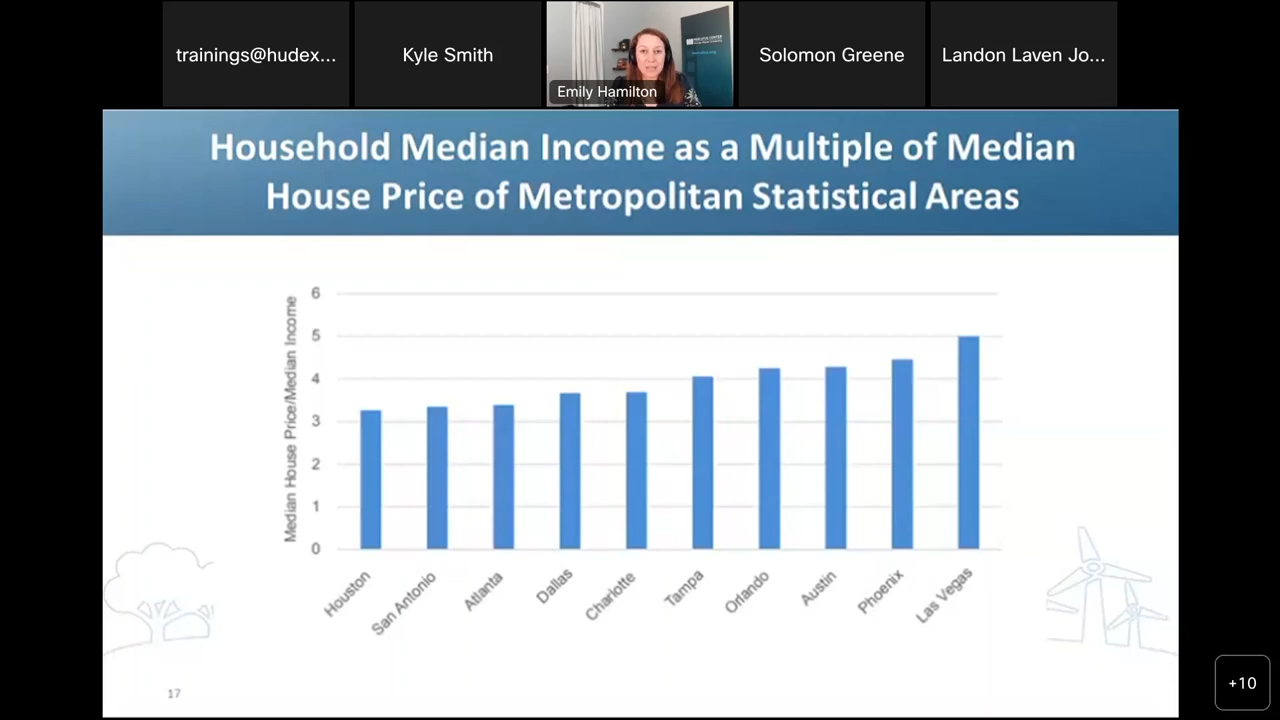 trainings@hudex...
Kyle Smith
Emily Hamilton
Solomon Greene
Landon Laven Jo...
Household Median Income as a Multiple of Median
House Price of Metropolitan Statistical Areas
Median House Price/Median Income
6
5
4
3
2
1
0
Houston
San Antonio
Atlanta
Dallas
Charlotte
Tampa
Orlando
Austin
Phoenix
Las Vegas
17
+10